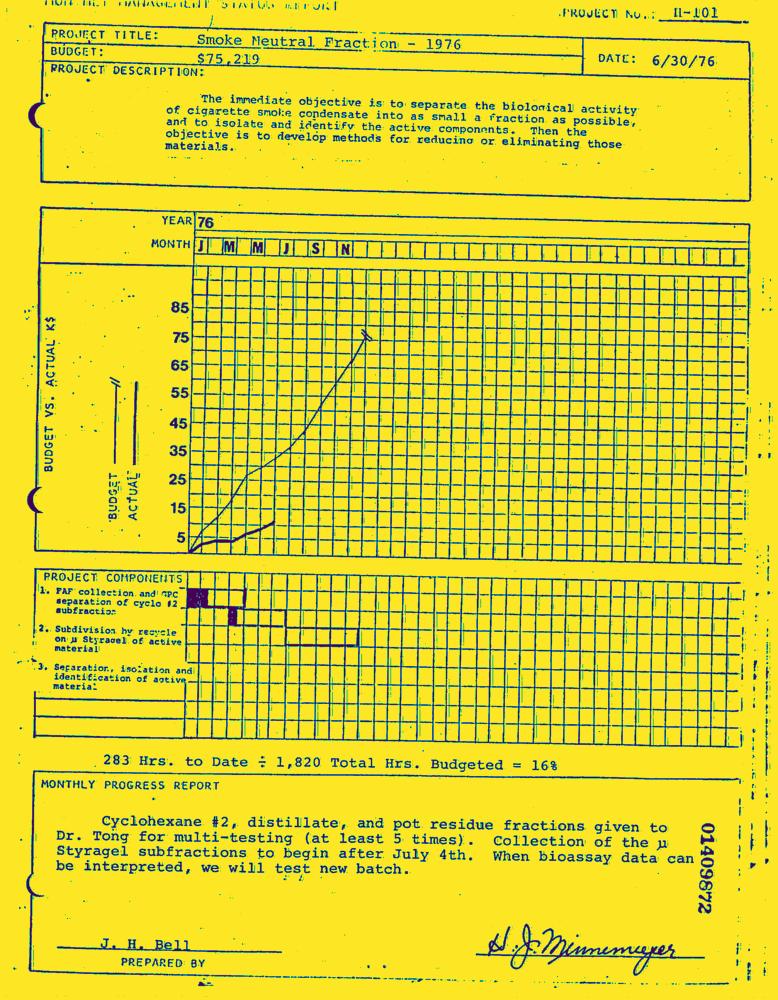 MANAGEMENT STATUS REPORT
PROJECT NO.: II-101
PROJECT TITLE: Smoke Neutral Fraction - 1976
BUDGET: $75,219
DATE: 6/30/76
PROJECT DESCRIPTION:
The immediate objective is to separate the biological activity
of cigarette smoke condensate into as small a fraction as possible,
and to isolate and identify the active components. Then the
objective is to develop methods for reducing or eliminating those
materials.
YEAR 76
MONTH J M M J S N
BUDGET VS. ACTUAL K$
BUDGET
ACTUAL
85
75
65
55
45
35
25
15
5
PROJECT COMPONENTS
1. FAF collection and GPC
separation of cyclo #2
subfraction
2. Subdivision by recycle
on µ Styragel of active
material
3. Separation, isolation and
identification of active
material
283 Hrs. to Date ÷ 1,820 Total Hrs. Budgeted = 16%
MONTHLY PROGRESS REPORT
Cyclohexane #2, distillate, and pot residue fractions given to
Dr. Tong for multi-testing (at least 5 times). Collection of the µ
Styragel subfractions to begin after July 4th. When bioassay data can
be interpreted, we will test new batch.
01409872
J. H. Bell
H. J. Minnemeyer
PREPARED BY